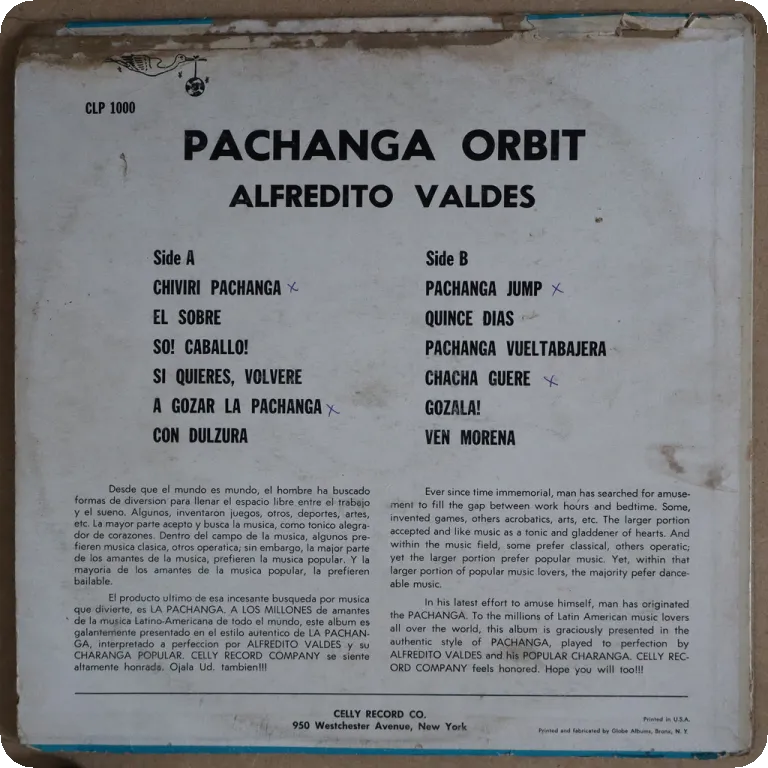 CLP 1000
PACHANGA ORBIT
ALFREDITO VALDES
Side A
CHIVIRI PACHANGA x
EL SOBRE
SO! CABALLO!
SI QUIERES, VOLVERE
A GOZAR LA PACHANGA x
CON DULZURA
Side B
PACHANGA JUMP x
QUINCE DIAS
PACHANGA VUELTABAJERA
CHACHA GUERE x
GOZALA!
VEN MORENA
Desde que el mundo es mundo, el hombre ha buscado
formas de diversion para llenar el espacio libre entre el trabajo
y el sueno. Algunos, inventaron juegos, otros, deportes, artes,
etc. La mayor parte acepto y busca la musica, como tonico alegra-
dor de corazones. Dentro del campo de la musica, algunos pre-
fieren musica clasica, otros operatica; sin embargo, la major parte
de los amantes de la musica, prefieren la musica popular. Y la
mayoria de los amantes de la musica popular, la prefieren
bailable.
El producto ultimo de esa incesante busqueda por musica
que divierte, es LA PACHANGA. A LOS MILLONES de amantes
de la musica Latino-Americana de todo el mundo, este album es
galantemente presentado en el estilo autentico de LA PACHAN-
GA, interpretado a perfeccion por ALFREDITO VALDES y su
CHARANGA POPULAR. CELLY RECORD COMPANY se siente
altamente honrada. Ojala Ud. tambien!!!
Ever since time immemorial, man has searched for amuse-
ment to fill the gap between work hours and bedtime. Some,
invented games, others acrobatics, arts, etc. The larger portion
accepted and like music as a tonic and gladdener of hearts. And
within the music field, some prefer classical, others operatic;
yet the larger portion prefer popular music. Yet, within that
larger portion of popular music lovers, the majority pefer dance-
able music.
In his latest effort to amuse himself, man has originated
the PACHANGA. To the millions of Latin American music lovers
all over the world, this album is graciously presented in the
authentic style of PACHANGA, played to perfection by
ALFREDITO VALDES and his POPULAR CHARANGA. CELLY REC-
ORD COMPANY feels honored. Hope you will too!!!
CELLY RECORD CO.
950 Westchester Avenue, New York
Printed in U.S.A.
Printed and fabricated by Globe Albums, Bronx, N. Y.